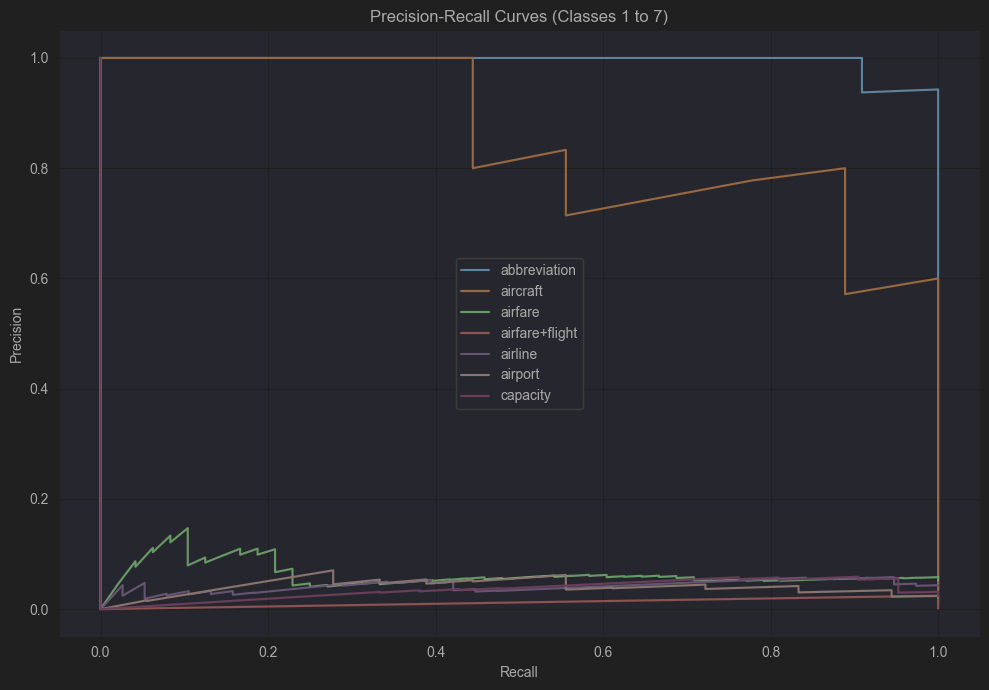 Precision-Recall Curves (Classes 1 to 7)
1.0
0.8
0.6
0.4
0.2
0.0
Precision
abbreviation
aircraft
airfare
airfare+flight
airline
airport
capacity
0.0 0.2 0.4 0.6 0.8 1.0
Recall